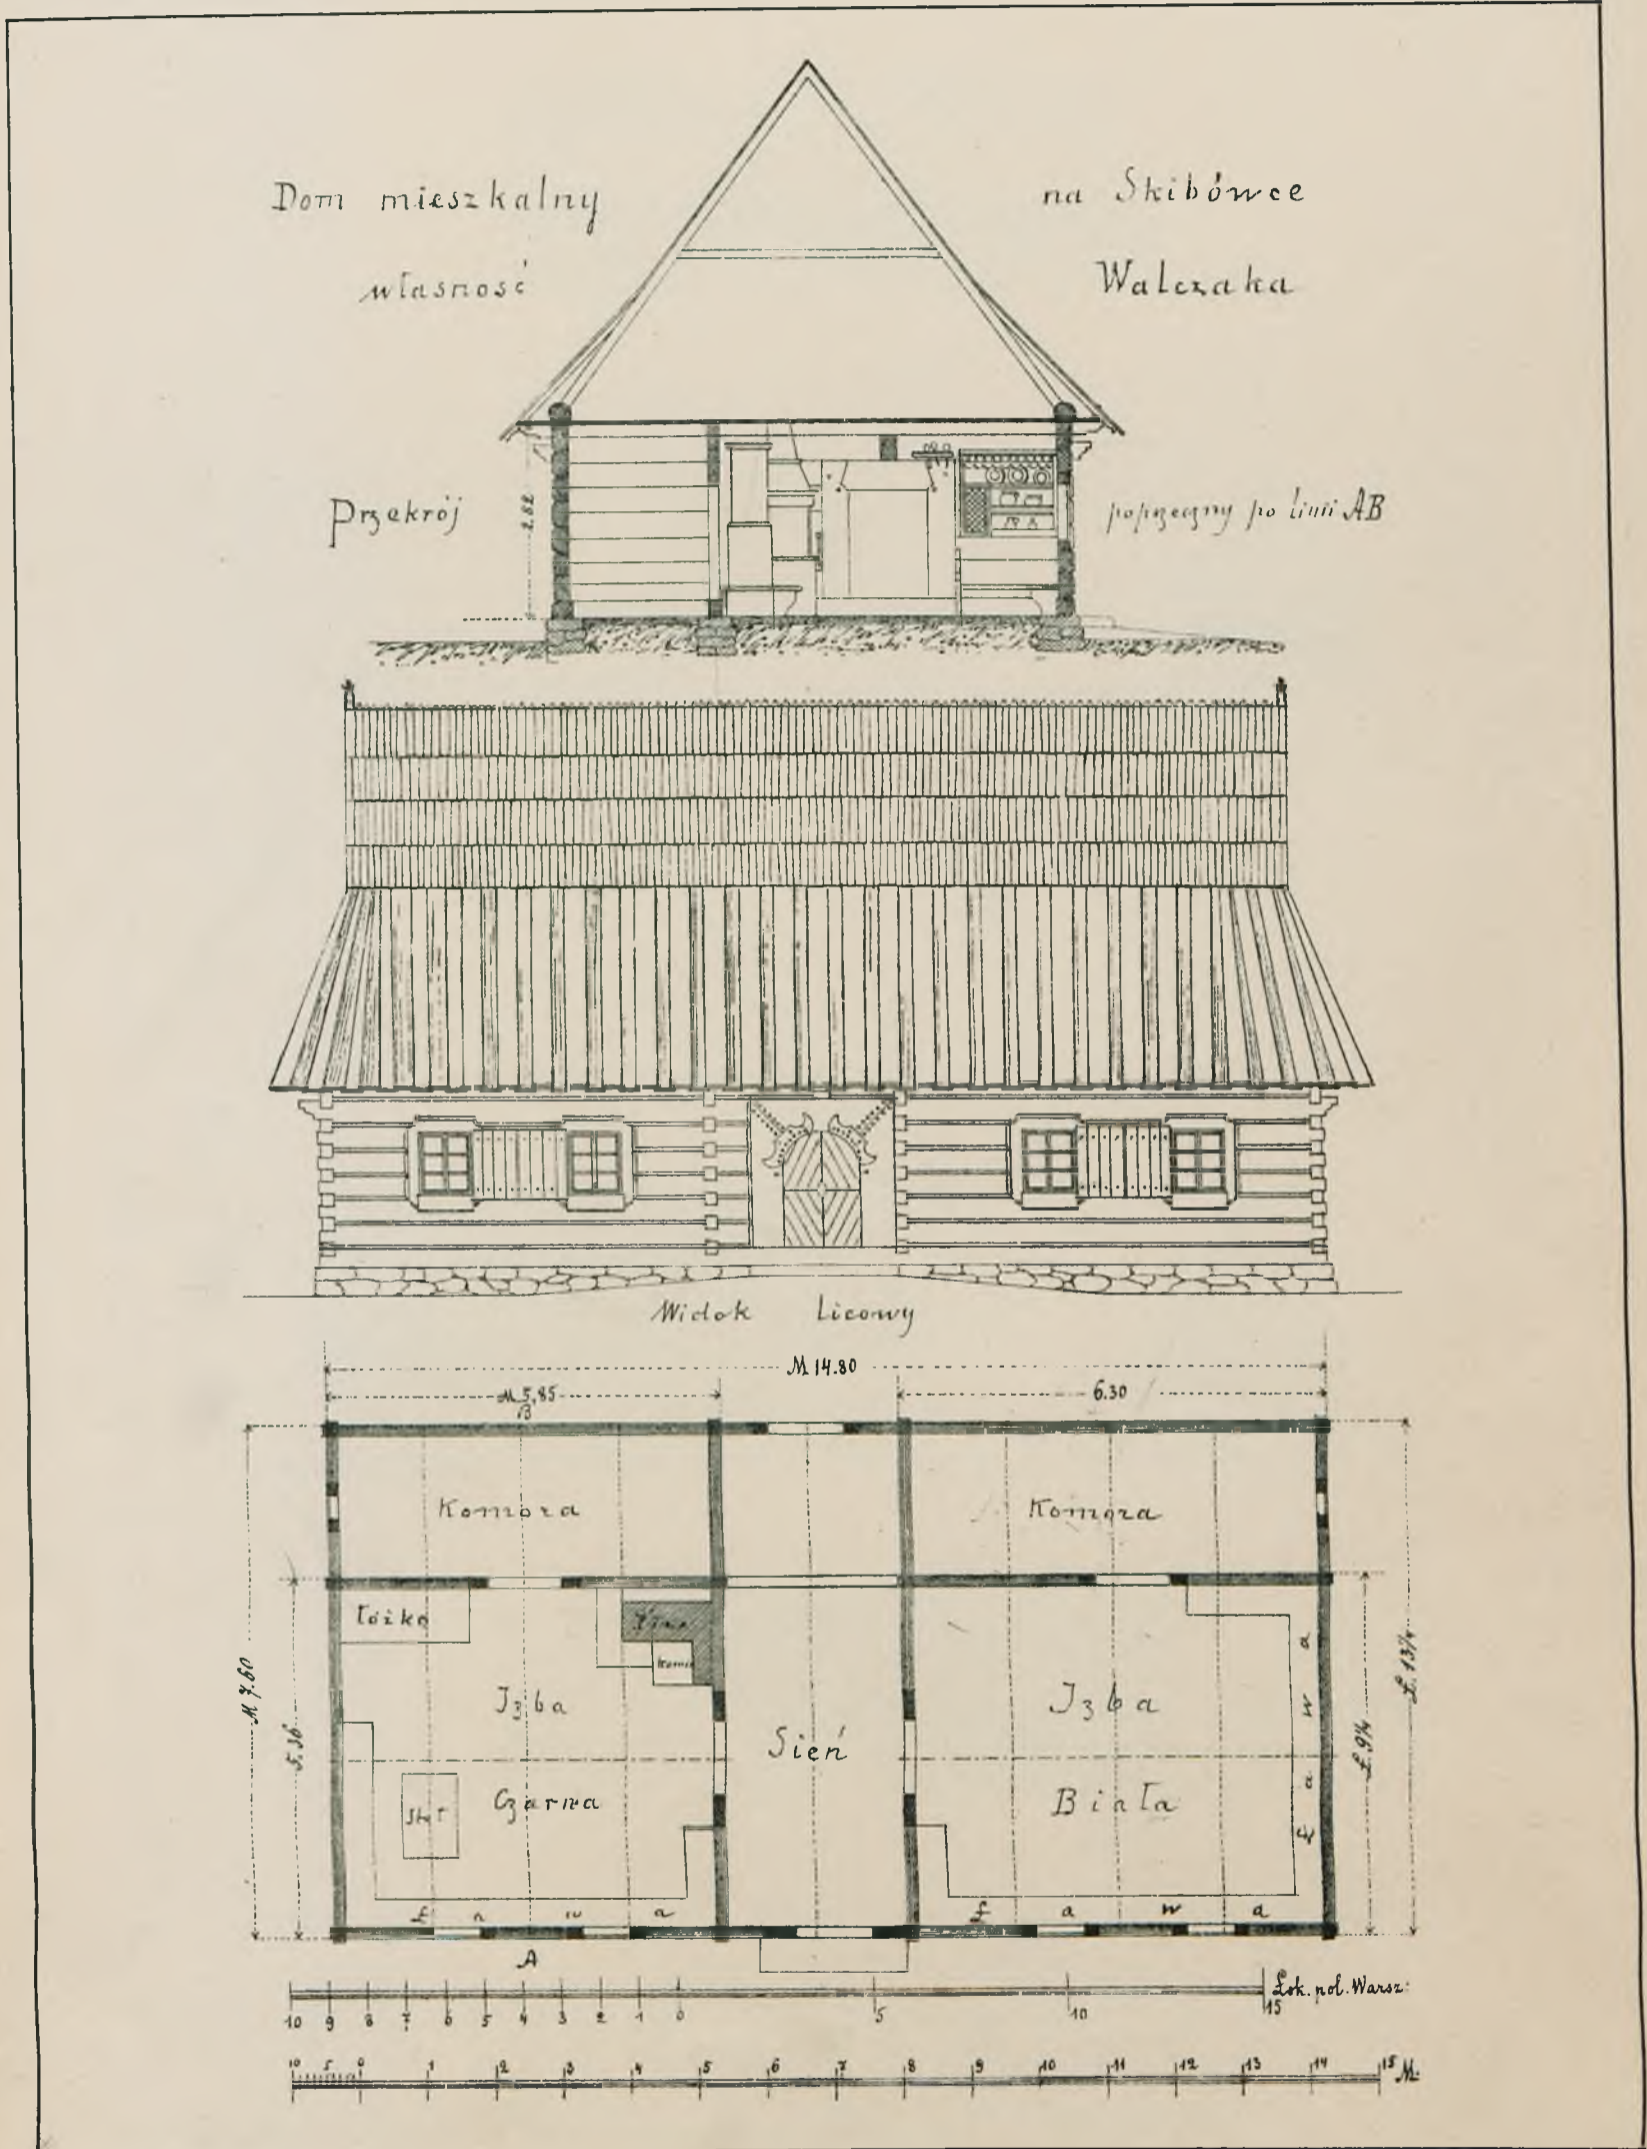 Dom mieszkalny na Skibówce
własność Walczaka
Przekrój poprzeczny po linii AB
2.52
Widok Licowy
M 14.80
M 5,85 6.30
B
Komora Komora
Łóżko
Komin
M 7.60
5.36
Izba Sień Izba
Czarna Biała
Stół
Ława
Ława
Ława
Ł. 9¼
Ł. 13¼
A
Łok. pol. Warsz:
10 9 8 7 6 5 4 3 2 1 0 5 10 15
10 5 0 1 2 3 4 5 6 7 8 9 10 11 12 13 14 15 M.